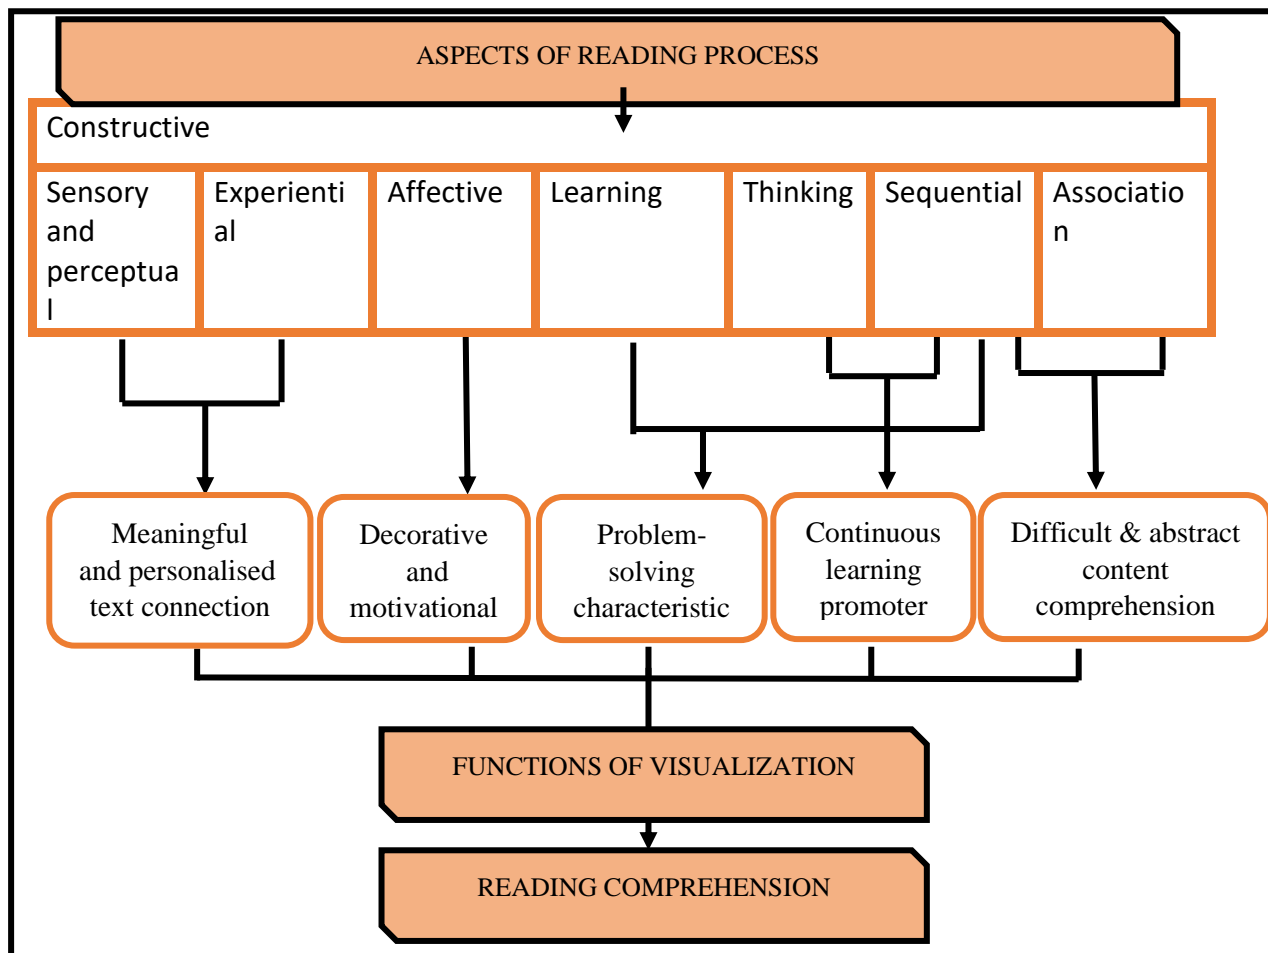 ASPECTS OF READING PROCESS
Constructive
Sensory
and
perceptua
l
Experienti
al
Affective
Learning
Thinking
Sequential
Associatio
n
Meaningful
and personalised
text connection
Decorative
and
motivational
Problem-
solving
characteristic
Continuous
learning
promoter
Difficult & abstract
content
comprehension
FUNCTIONS OF VISUALIZATION
READING COMPREHENSION